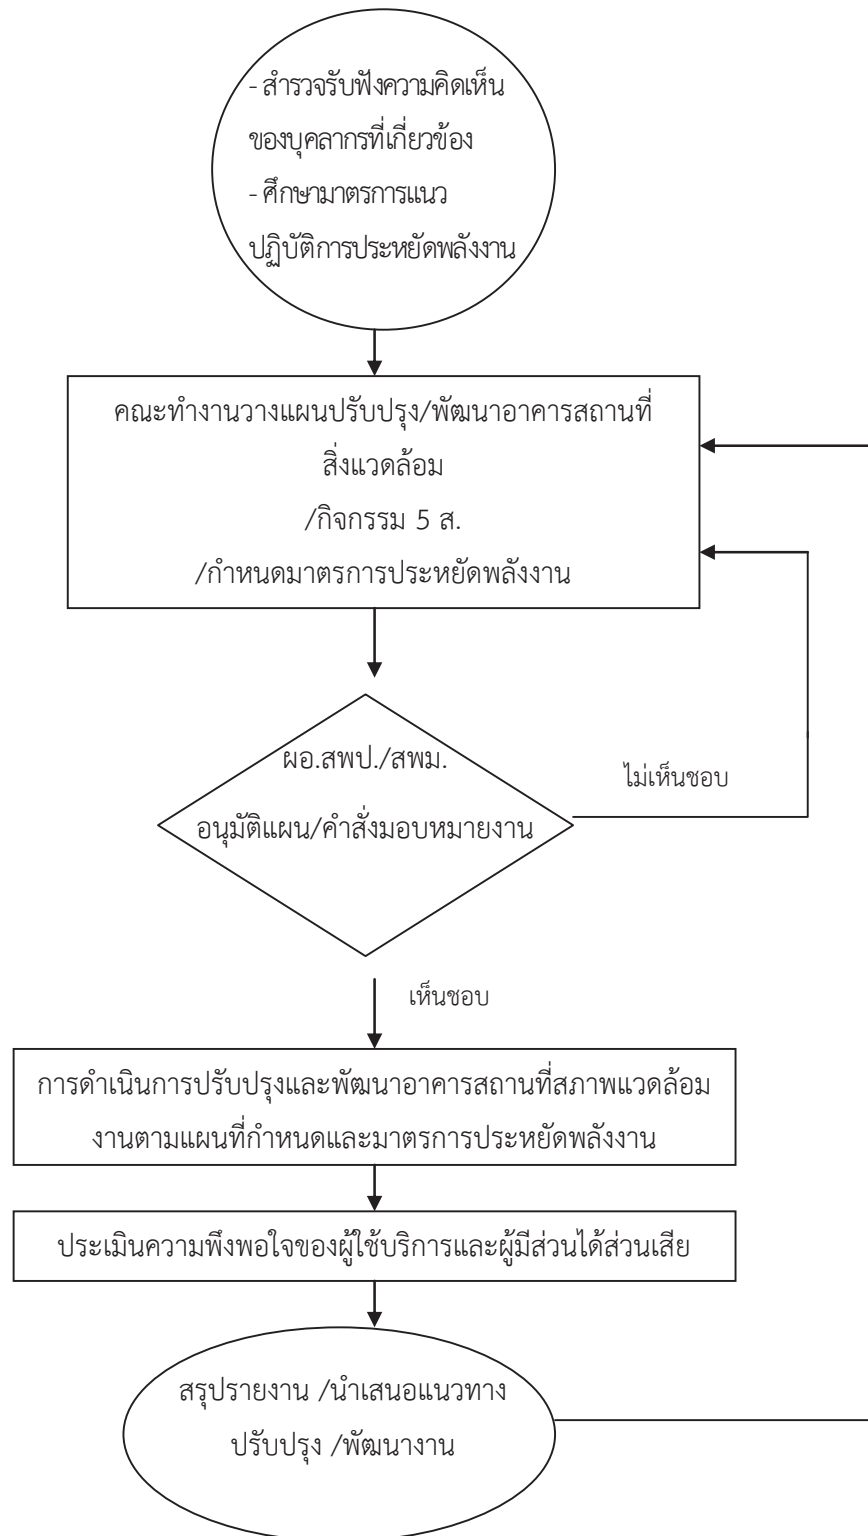 - สำรวจรับฟังความคิดเห็น
ของบุคลากรที่เกี่ยวข้อง
- ศึกษามาตรการแนว
ปฏิบัติการประหยัดพลังงาน
คณะทำงานวางแผนปรับปรุง/พัฒนาอาคารสถานที่
สิ่งแวดล้อม
/กิจกรรม 5 ส.
/กำหนดมาตรการประหยัดพลังงาน
ผอ.สพป./สพม.
ไม่เห็นชอบ
อนุมัติแผน/คำสั่งมอบหมายงาน
เห็นชอบ
การดำเนินการปรับปรุงและพัฒนาอาคารสถานที่สภาพแวดล้อม
งานตามแผนที่กำหนดและมาตรการประหยัดพลังงาน
ประเมินความพึงพอใจของผู้ใช้บริการและผู้มีส่วนได้ส่วนเสีย
สรุปรายงาน /นำเสนอแนวทาง
ปรับปรุง /พัฒนางาน